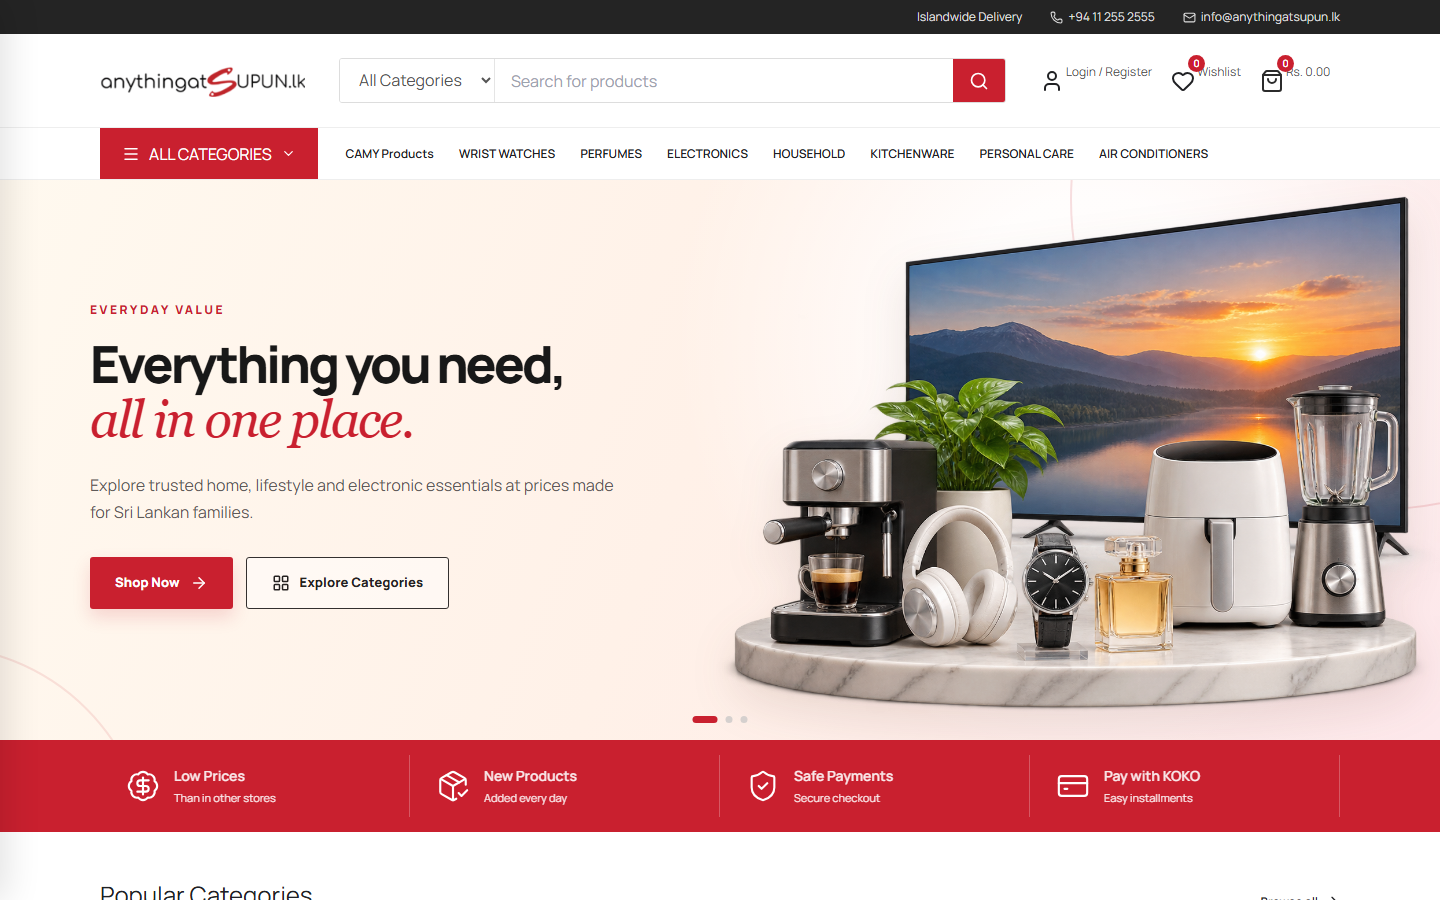 Islandwide Delivery
+94 11 255 2555
info@anythingatsupun.lk
anythingatSUPUN.lk
All Categories
Search for products
Login / Register
0
Wishlist
0
Rs. 0.00
ALL CATEGORIES
CAMY Products
WRIST WATCHES
PERFUMES
ELECTRONICS
HOUSEHOLD
KITCHENWARE
PERSONAL CARE
AIR CONDITIONERS
EVERYDAY VALUE
Everything you need,
all in one place.
Explore trusted home, lifestyle and electronic essentials at prices made
for Sri Lankan families.
Shop Now
Explore Categories
Low Prices
Than in other stores
New Products
Added every day
Safe Payments
Secure checkout
Pay with KOKO
Easy installments
Popular Categories
Browse all